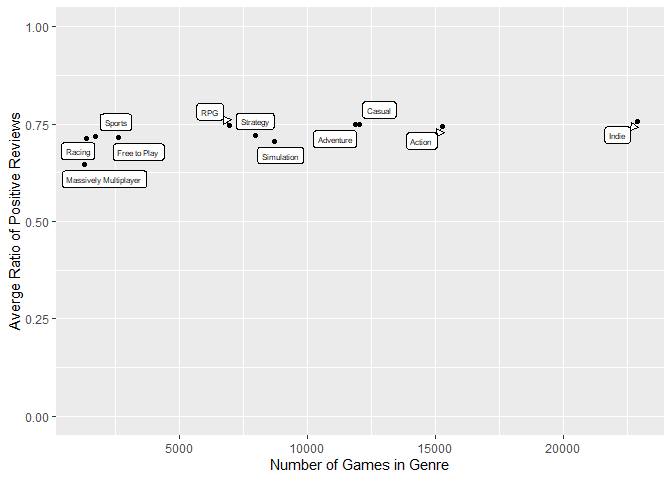 Averge Ratio of Positive Reviews
1.00
0.75
0.50
0.25
0.00
RPG
Casual
Sports
Strategy
Indie
Adventure
Action
Racing
Free to Play
Simulation
Massively Multiplayer
5000
10000
15000
20000
Number of Games in Genre